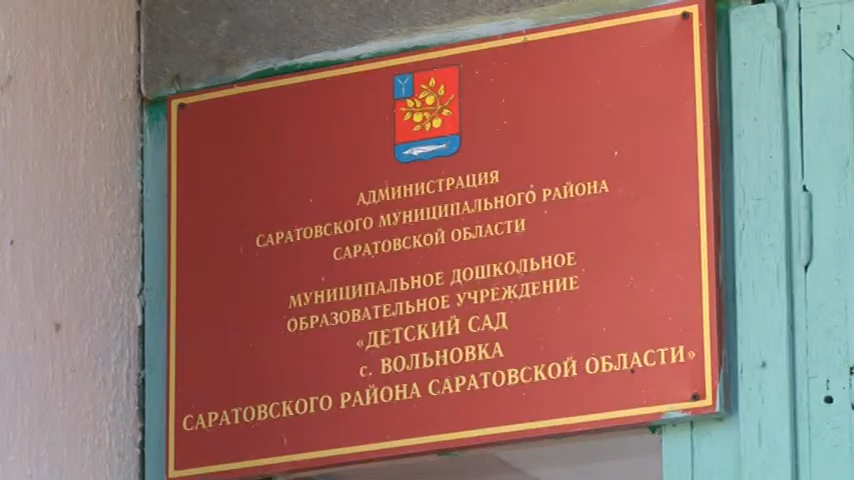 АДМИНИСТРАЦИЯ
САРАТОВСКОГО МУНИЦИПАЛЬНОГО РАЙОНА
САРАТОВСКОЙ ОБЛАСТИ
МУНИЦИПАЛЬНОЕ ДОШКОЛЬНОЕ
ОБРАЗОВАТЕЛЬНОЕ УЧРЕЖДЕНИЕ
«ДЕТСКИЙ САД
с. ВОЛЬНОВКА
САРАТОВСКОГО РАЙОНА САРАТОВСКОЙ ОБЛАСТИ»